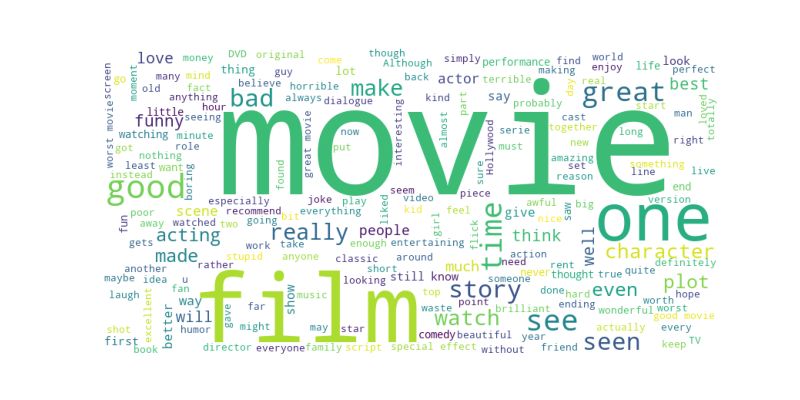 love
money
DVD
original
come
though
Although
simply
performance
find
world
life
look
thing
many
mind
guy
lot
back
actor
making
enjoy
perfect
screen
moment
go
old
fact
believe
horrible
make
terrible
day
real
best
anything
bad
always
dialogue
kind
say
probably
great
loved
totally
little
hour
movie
interesting
almost
part
cast
start
man
worst movie
funny
seeing
great movie
now
serie
together
new
long
right
watching
minute
put
must
amazing
something
got
role
Hollywood
set
line
live
nothing
boring
found
sure
reason
least
want
seem
end
instead
good
joke
play
video
piece
awful
big
version
especially
liked
kid
feel
nice
saw
one
fun
poor
scene
recommend
everything
girl
time
give
away
watched
two
going
bit
people
flick
think
well
character
gets
acting
really
enough
entertaining
action
work
take
classic
around
need
rent
definitely
made
stupid
anyone
looking
much
never
another
rather
short
still know
someone
thought
true
quite
maybe
idea
u
film
show
music
top
story
done
hard
even
plot
laugh
fan
far
point
brilliant
hope
excellent
way
gave
waste
ending
wonderful
worth
worst
shot
will
might
may
star
watch
see
good movie
first
better
humor
comedy
beautiful
year
seen
actually
every
book
director
everyone
family
script
special effect
without
friend
keep
TV